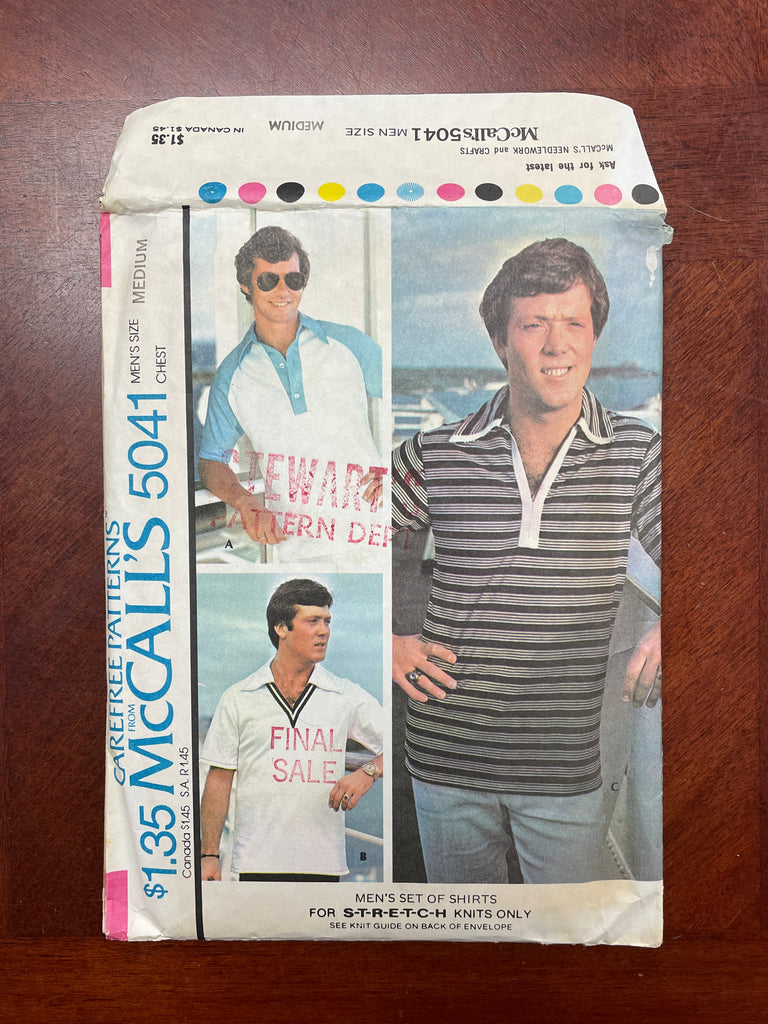 Ask for the latest
McCALL'S NEEDLEWORK and CRAFTS
McCall's 5041 MEN SIZE MEDIUM
$1.35
IN CANADA $1.45
CAREFREE PATTERNS™
FROM
McCALL'S 5041
MEN'S SIZE MEDIUM
CHEST
$1.35
Canada $1.45 S.A. R1.45
A
STEWART'S
PATTERN DEPT
B
FINAL
SALE
C
MEN'S SET OF SHIRTS
FOR S-T-R-E-T-C-H KNITS ONLY
SEE KNIT GUIDE ON BACK OF ENVELOPE